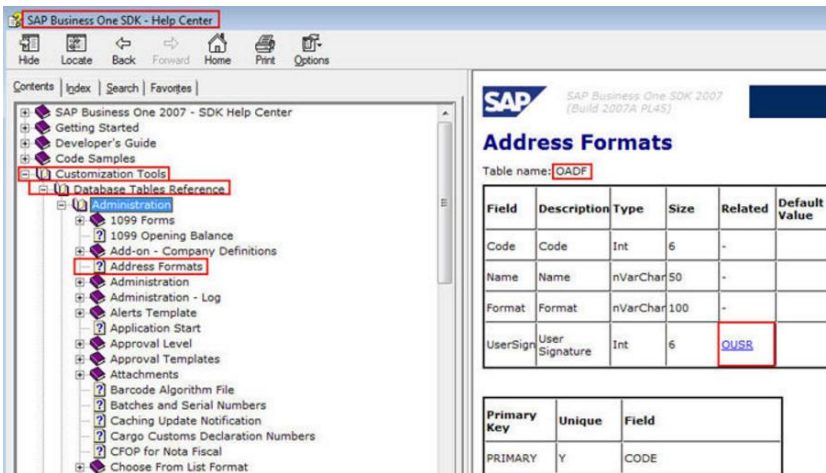 SAP Business One SDK - Help Center
Hide Locate Back Forward Home Print Options
Contents Index Search Favorites
SAP Business One 2007 - SDK Help Center
Getting Started
Developer's Guide
Code Samples
Customization Tools
Database Tables Reference
Administration
1099 Forms
1099 Opening Balance
Add-on - Company Definitions
Address Formats
Administration
Administration - Log
Alerts Template
Application Start
Approval Level
Approval Templates
Attachments
Barcode Algorithm File
Batches and Serial Numbers
Caching Update Notification
Cargo Customs Declaration Numbers
CFOP for Nota Fiscal
Choose From List Format
SAP
SAP Business One SDK 2007
(Build 2007A PL45)
Address Formats
Table name: OADF
Field Description Type Size Related Default Value
Code Code Int 6 -
Name Name nVarChar 50 -
Format Format nVarChar 100 -
UserSign User Signature Int 6 OUSR
Primary Key Unique Field
PRIMARY Y CODE